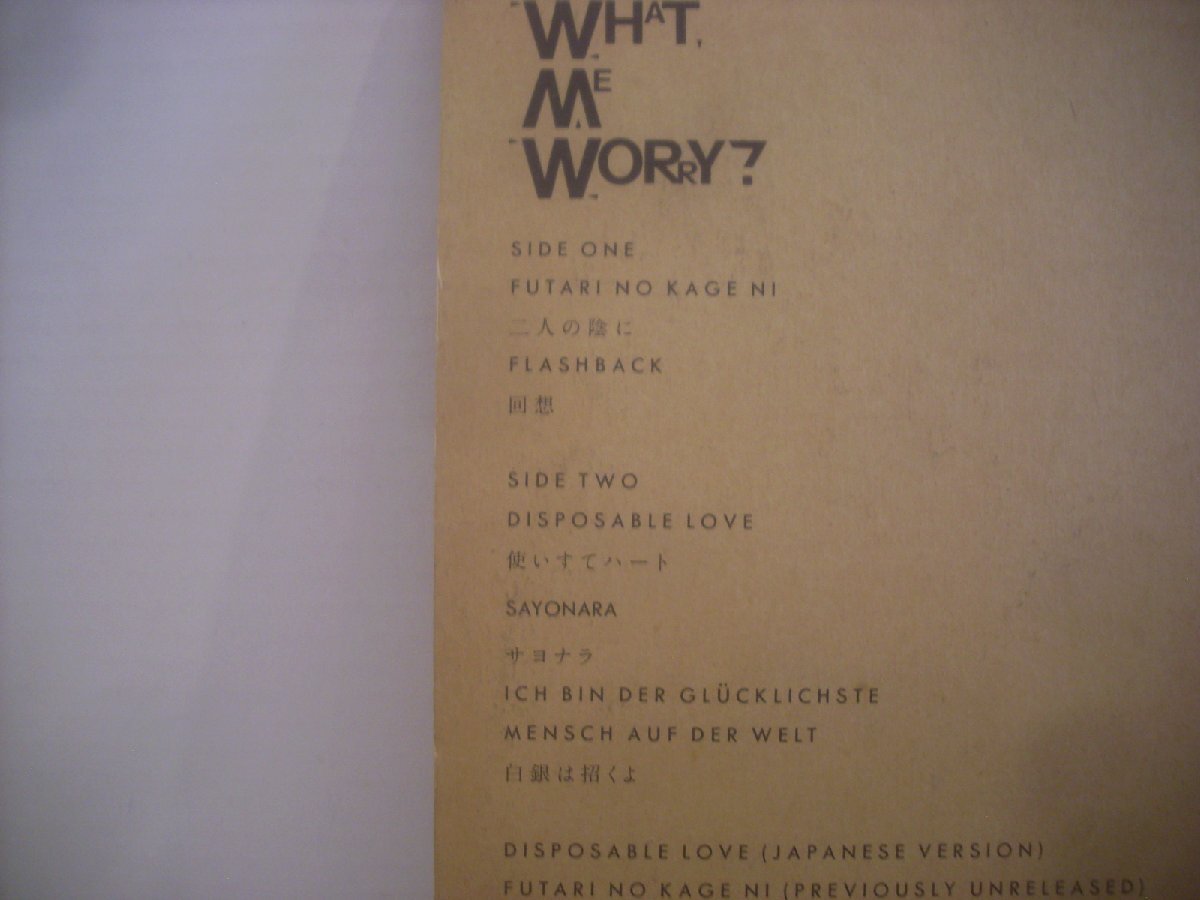 WHAT,
ME
WORRY?
SIDE ONE
FUTARI NO KAGE NI
二人の陰に
FLASHBACK
回想
SIDE TWO
DISPOSABLE LOVE
使いすてハート
SAYONARA
サヨナラ
ICH BIN DER GLÜCKLICHSTE
MENSCH AUF DER WELT
白銀は招くよ
DISPOSABLE LOVE (JAPANESE VERSION)
FUTARI NO KAGE NI (PREVIOUSLY UNRELEASED)